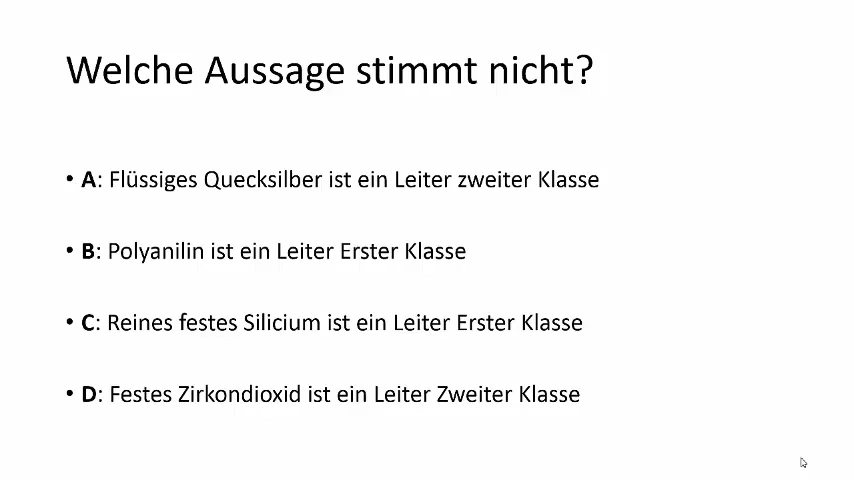 Welche Aussage stimmt nicht?
• A: Flüssiges Quecksilber ist ein Leiter zweiter Klasse
• B: Polyanilin ist ein Leiter Erster Klasse
• C: Reines festes Silicium ist ein Leiter Erster Klasse
• D: Festes Zirkondioxid ist ein Leiter Zweiter Klasse